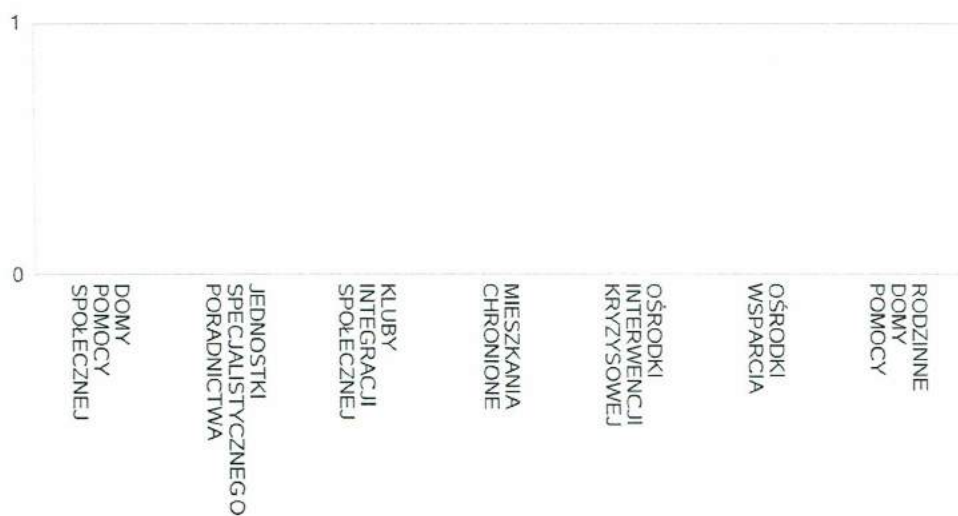 1
0
DOMY
POMOCY
SPOŁECZNEJ
JEDNOSTKI
SPECJALISTYCZNEGO
PORADNICTWA
KLUBY
INTEGRACJI
SPOŁECZNEJ
MIESZKANIA
CHRONIONE
OŚRODKI
INTERWENCJI
KRYZYSOWEJ
OŚRODKI
WSPARCIA
RODZINNE
DOMY
POMOCY